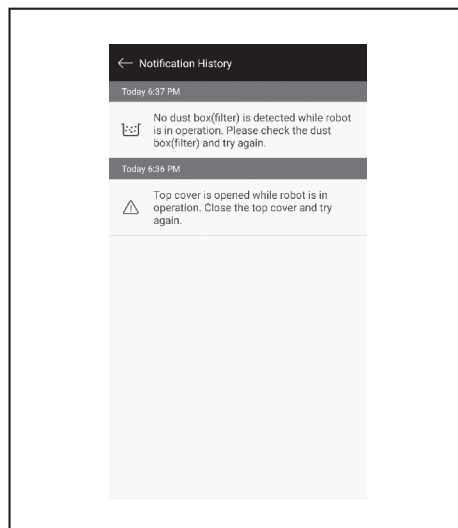 Notification History
Today 6:37 PM
No dust box(filter) is detected while robot
is in operation. Please check the dust
box(filter) and try again.
Today 6:36 PM
Top cover is opened while robot is in
operation. Close the top cover and try
again.